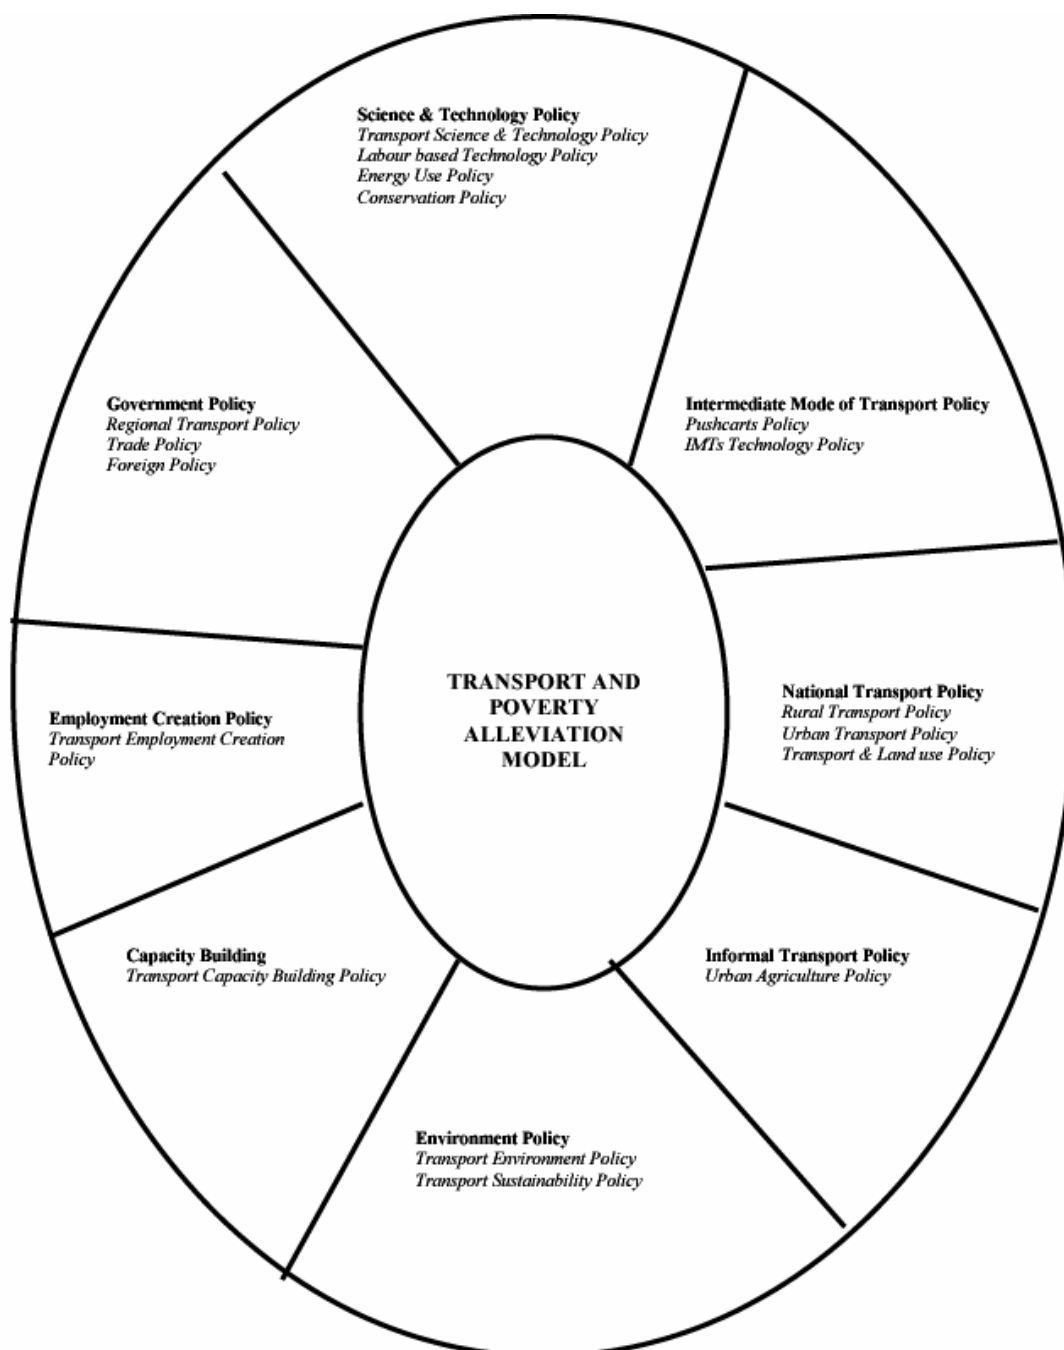 Science & Technology Policy
Transport Science & Technology Policy
Labour based Technology Policy
Energy Use Policy
Conservation Policy
Government Policy
Regional Transport Policy
Trade Policy
Foreign Policy
Intermediate Mode of Transport Policy
Pushcarts Policy
IMTs Technology Policy
TRANSPORT AND
POVERTY
ALLEVIATION
MODEL
National Transport Policy
Rural Transport Policy
Urban Transport Policy
Transport & Land use Policy
Employment Creation Policy
Transport Employment Creation
Policy
Capacity Building
Transport Capacity Building Policy
Informal Transport Policy
Urban Agriculture Policy
Environment Policy
Transport Environment Policy
Transport Sustainability Policy